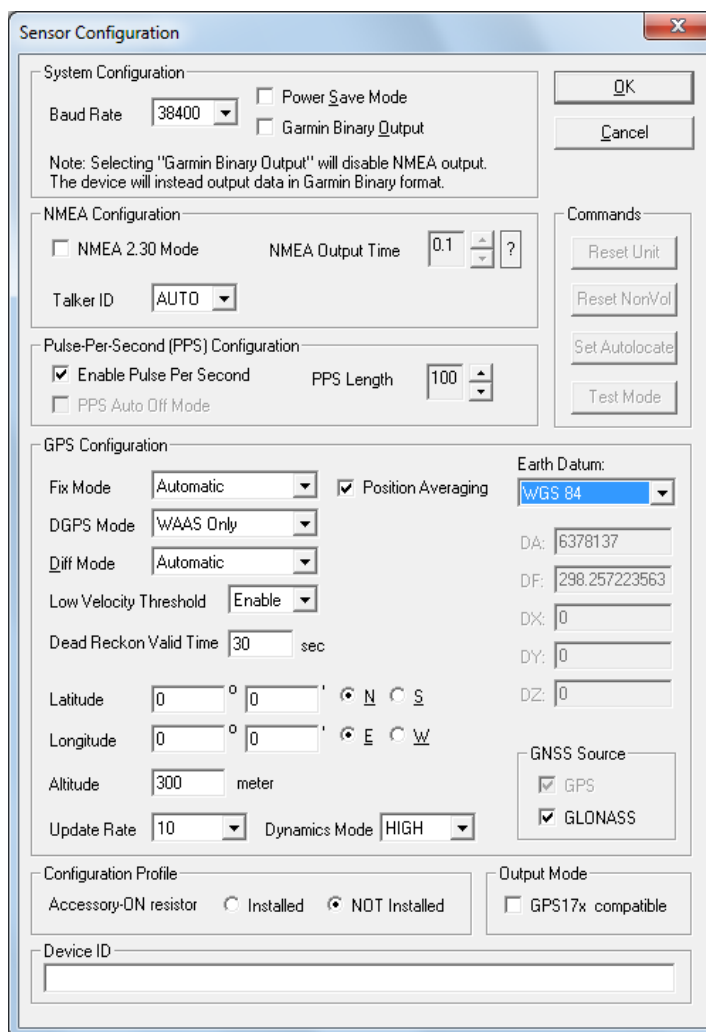 Sensor Configuration
System Configuration
Baud Rate 38400 Power Save Mode
Garmin Binary Output
Note: Selecting "Garmin Binary Output" will disable NMEA output.
The device will instead output data in Garmin Binary format.
OK
Cancel
NMEA Configuration
NMEA 2.30 Mode NMEA Output Time 0.1 ?
Talker ID AUTO
Commands
Reset Unit
Reset NonVol
Set Autolocate
Test Mode
Pulse-Per-Second (PPS) Configuration
Enable Pulse Per Second PPS Length 100
PPS Auto Off Mode
GPS Configuration
Fix Mode Automatic Position Averaging
DGPS Mode WAAS Only
Diff Mode Automatic
Low Velocity Threshold Enable
Dead Reckon Valid Time 30 sec
Latitude 0 º 0 ' N S
Longitude 0 º 0 ' E W
Altitude 300 meter
Update Rate 10 Dynamics Mode HIGH
Earth Datum:
WGS 84
DA: 6378137
DF: 298.257223563
DX: 0
DY: 0
DZ: 0
GNSS Source
GPS
GLONASS
Configuration Profile
Accessory-ON resistor Installed NOT Installed
Output Mode
GPS17x compatible
Device ID